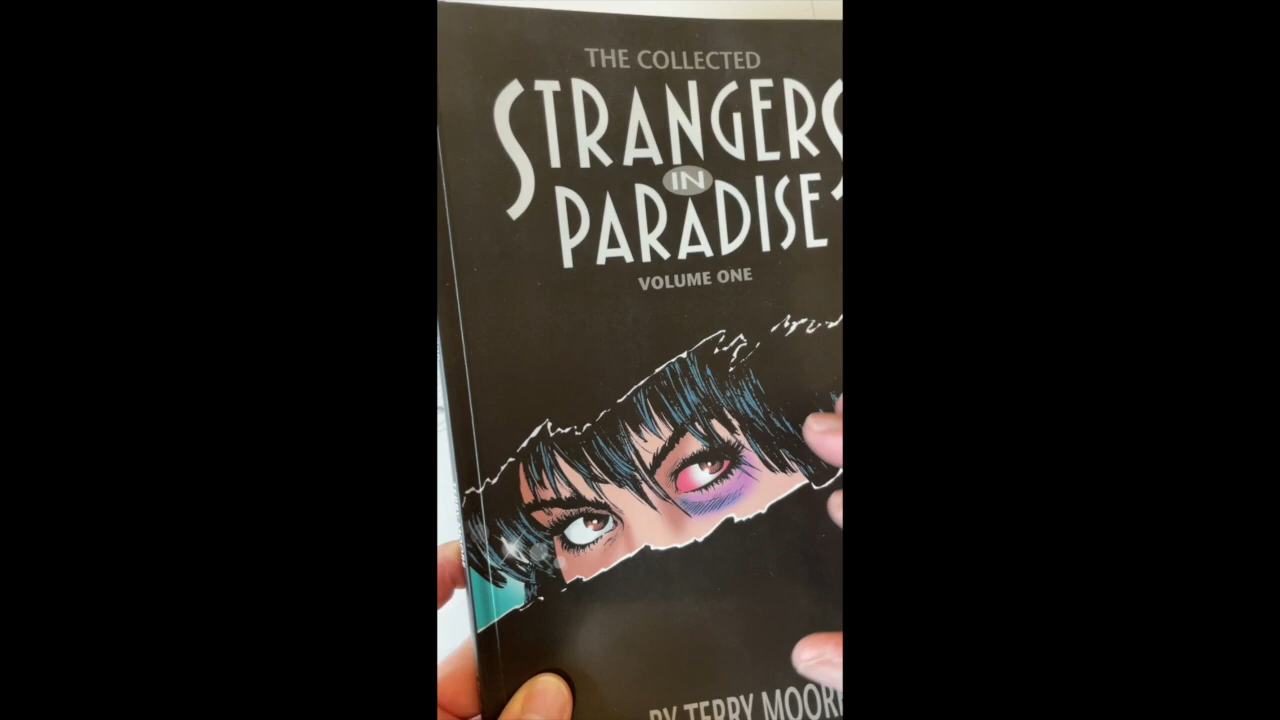 THE COLLECTED
STRANGERS
IN
PARADISE
VOLUME ONE
BY TERRY MOORE